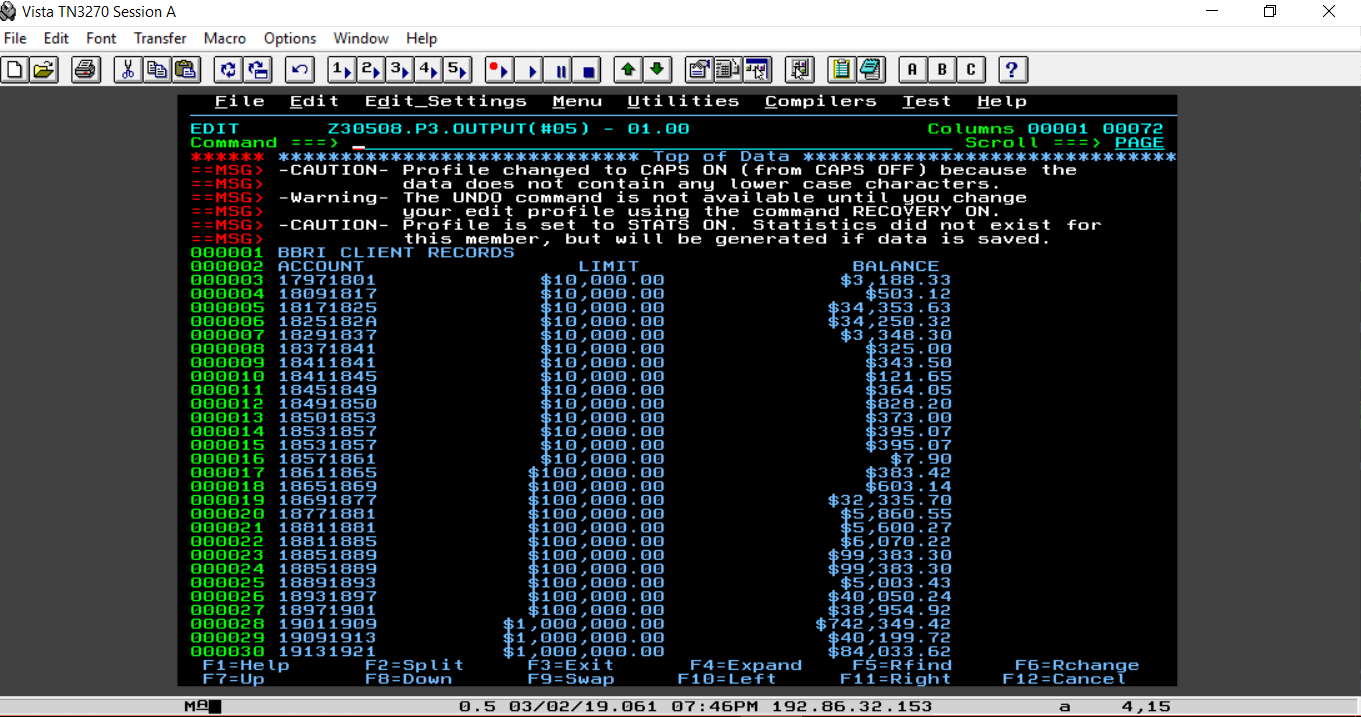 Vista TN3270 Session A
File Edit Font Transfer Macro Options Window Help
1 2 3 4 5 A B C ?
File Edit Edit_Settings Menu Utilities Compilers Test Help
EDIT Z30508.P3.OUTPUT(#05) - 01.00 Columns 00001 00072
Command ===> Scroll ===> PAGE
****** ***************************** Top of Data ******************************
==MSG> -CAUTION- Profile changed to CAPS ON (from CAPS OFF) because the
==MSG> data does not contain any lower case characters.
==MSG> -Warning- The UNDO command is not available until you change
==MSG> your edit profile using the command RECOVERY ON.
==MSG> -CAUTION- Profile is set to STATS ON. Statistics did not exist for
==MSG> this member, but will be generated if data is saved.
000001 BBRI CLIENT RECORDS
000002 ACCOUNT LIMIT BALANCE
000003 17971801 $10,000.00 $3,188.33
000004 18091817 $10,000.00 $503.12
000005 18171825 $10,000.00 $34,353.63
000006 1825182A $10,000.00 $34,250.32
000007 18291837 $10,000.00 $3,348.30
000008 18371841 $10,000.00 $325.00
000009 18411841 $10,000.00 $343.50
000010 18411845 $10,000.00 $121.65
000011 18451849 $10,000.00 $364.05
000012 18491850 $10,000.00 $828.20
000013 18501853 $10,000.00 $373.00
000014 18531857 $10,000.00 $395.07
000015 18531857 $10,000.00 $395.07
000016 18571861 $10,000.00 $7.90
000017 18611865 $100,000.00 $383.42
000018 18651869 $100,000.00 $603.14
000019 18691877 $100,000.00 $32,335.70
000020 18771881 $100,000.00 $5,860.55
000021 18811881 $100,000.00 $5,600.27
000022 18811885 $100,000.00 $6,070.22
000023 18851889 $100,000.00 $99,383.30
000024 18851889 $100,000.00 $99,383.30
000025 18891893 $100,000.00 $5,003.43
000026 18931897 $100,000.00 $40,050.24
000027 18971901 $100,000.00 $38,954.92
000028 19011909 $1,000,000.00 $742,349.42
000029 19091913 $1,000,000.00 $40,199.72
000030 19131921 $1,000,000.00 $84,033.62
F1=Help F2=Split F3=Exit F4=Expand F5=Rfind F6=Rchange
F7=Up F8=Down F9=Swap F10=Left F11=Right F12=Cancel
MA 0.5 03/02/19.061 07:46PM 192.86.32.153 a 4,15